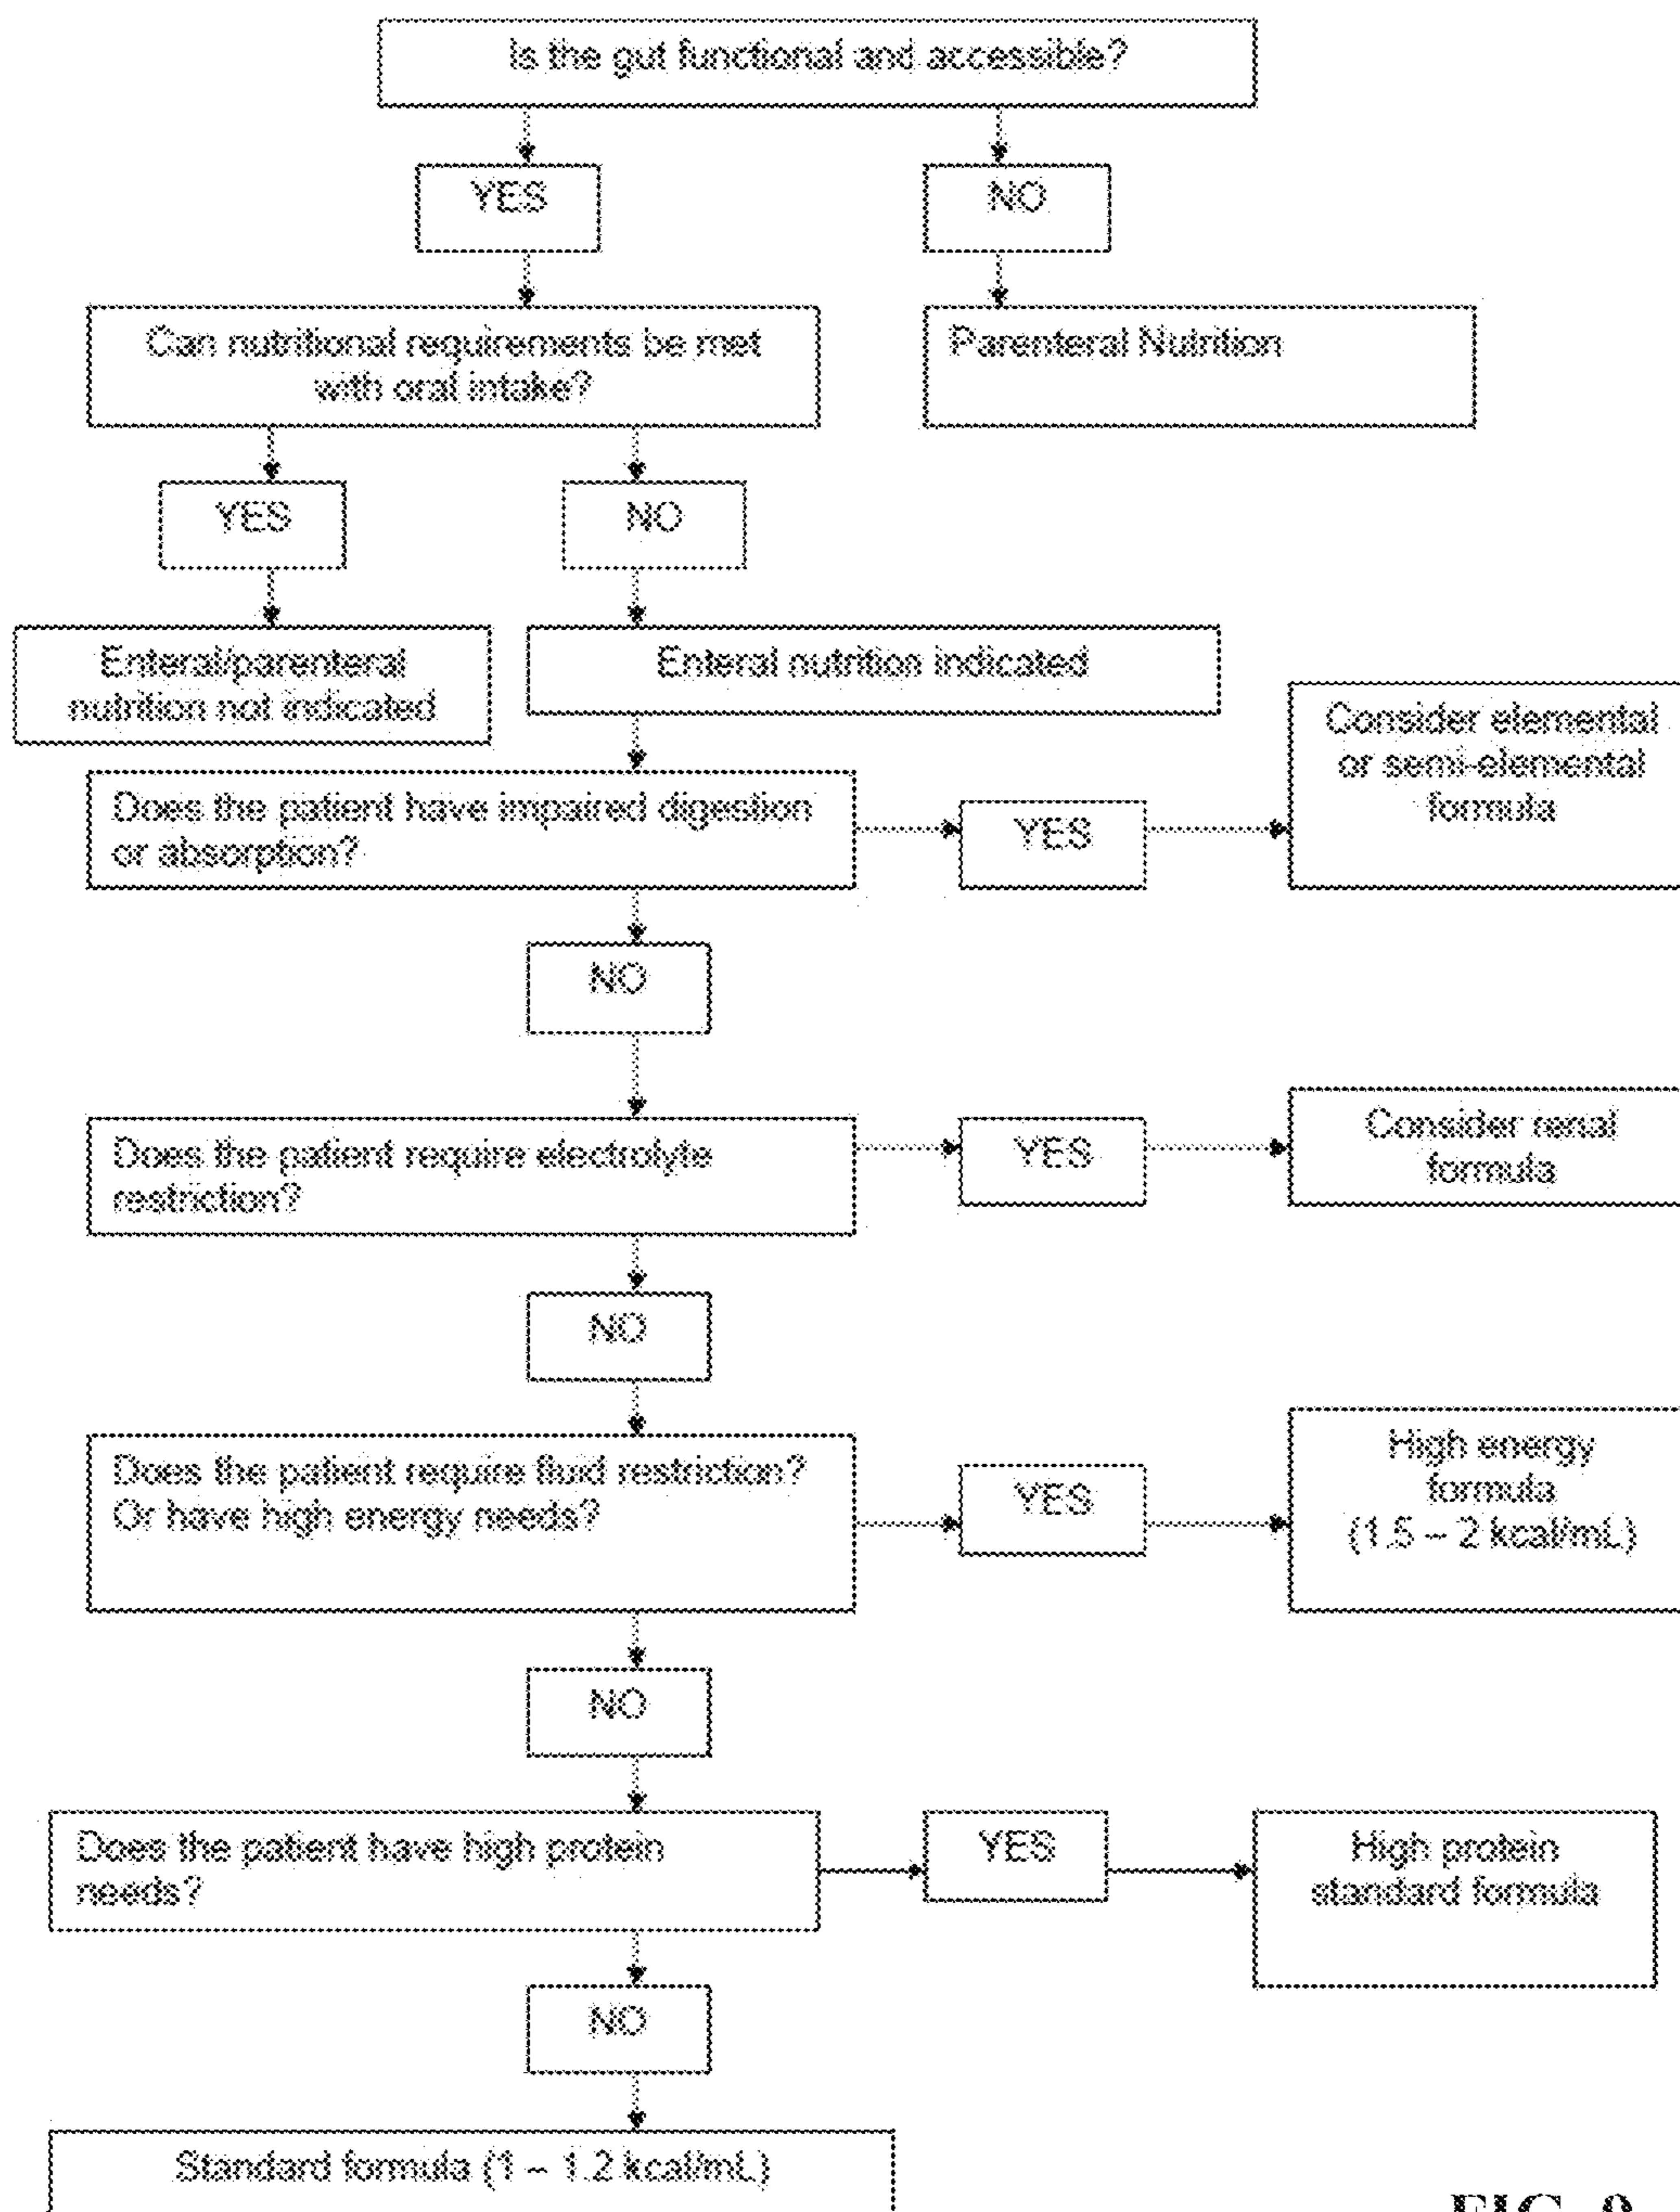 Is the gut functional and accessible?
YES
NO
Can nutritional requirements be met
with oral intake?
Parenteral Nutrition
YES
NO
Enteral/parenteral
nutrition not indicated
Enteral nutrition indicated
Consider elemental
or semi-elemental
formula
Does the patient have impaired digestion
or absorption?
YES
NO
Does the patient require electrolyte
restriction?
YES
Consider renal
formula
NO
Does the patient require fluid restriction?
Or have high energy needs?
YES
High energy
formula
(1.5 – 2 kcal/mL)
NO
Does the patient have high protein
needs?
YES
High protein
standard formula
NO
Standard formula (1 – 1.2 kcal/mL)
FIG.